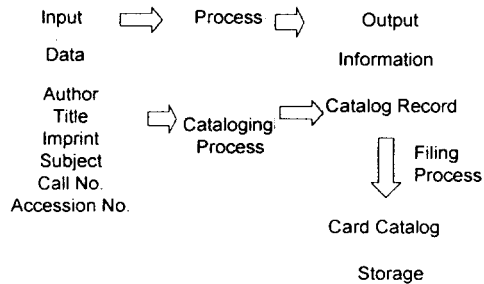 Input Process Output
Data Information
Author
Title
Imprint
Subject
Call No.
Accession No.
Cataloging
Process
Catalog Record
Filing
Process
Card Catalog
Storage